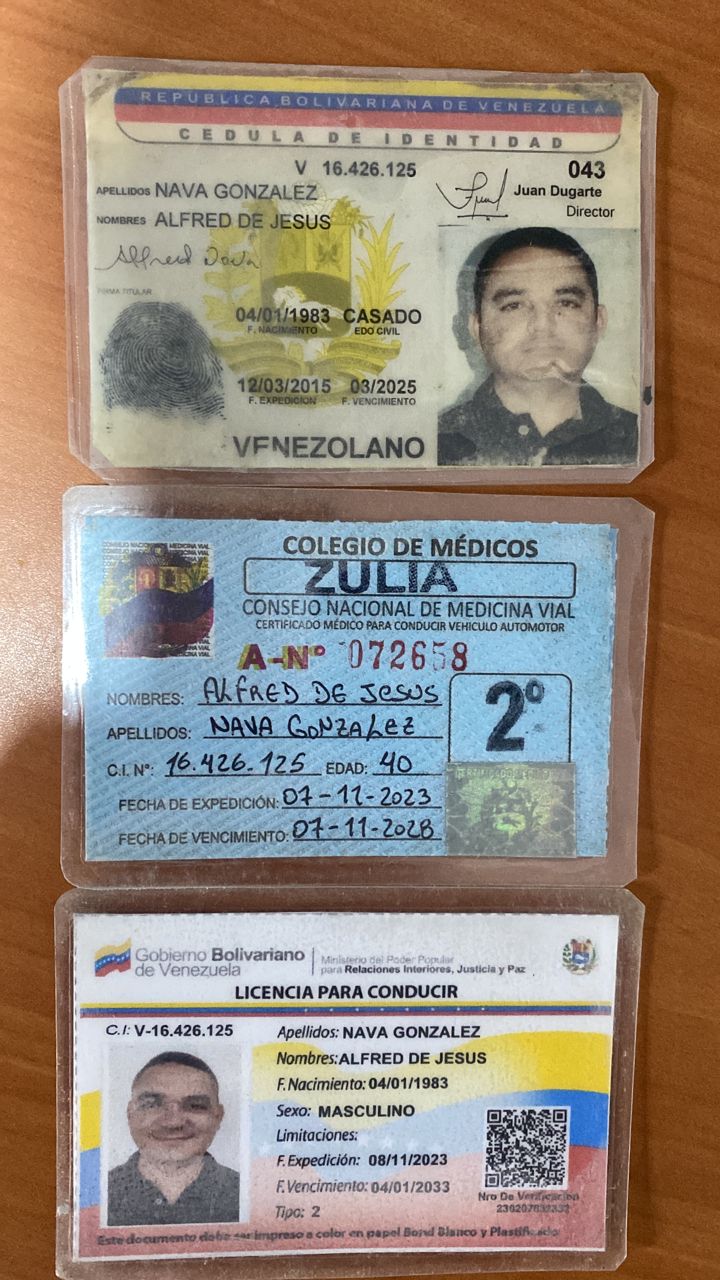 REPUBLICA BOLIVARIANA DE VENEZUELA
CEDULA DE IDENTIDAD
V 16.426.125
043
APELLIDOS NAVA GONZALEZ
Juan Dugarte
NOMBRES ALFRED DE JESUS
Director
Alfred Nava
FIRMA TITULAR
04/01/1983 CASADO
F. NACIMIENTO EDO CIVIL
12/03/2015 03/2025
F. EXPEDICION F. VENCIMIENTO
VENEZOLANO
COLEGIO DE MÉDICOS
ZULIA
CONSEJO NACIONAL DE MEDICINA VIAL
CERTIFICADO MÉDICO PARA CONDUCIR VEHICULO AUTOMOTOR
A-Nº 072658
NOMBRES: ALFRED DE JESUS
2º
APELLIDOS: NAVA GONZALEZ
C.I. Nº: 16.426.125 EDAD: 40
FECHA DE EXPEDICIÓN: 07-11-2023
FECHA DE VENCIMIENTO: 07-11-2028
Gobierno Bolivariano
de Venezuela
Ministerio del Poder Popular
para Relaciones Interiores, Justicia y Paz
LICENCIA PARA CONDUCIR
C.I: V-16.426.125
Apellidos: NAVA GONZALEZ
Nombres: ALFRED DE JESUS
F. Nacimiento: 04/01/1983
Sexo: MASCULINO
Limitaciones:
F. Expedición: 08/11/2023
F. Vencimiento: 04/01/2033
Tipo: 2
Nro De Verificación
Este documento debe ser impreso a color en papel Bond Blanco y Plastificado